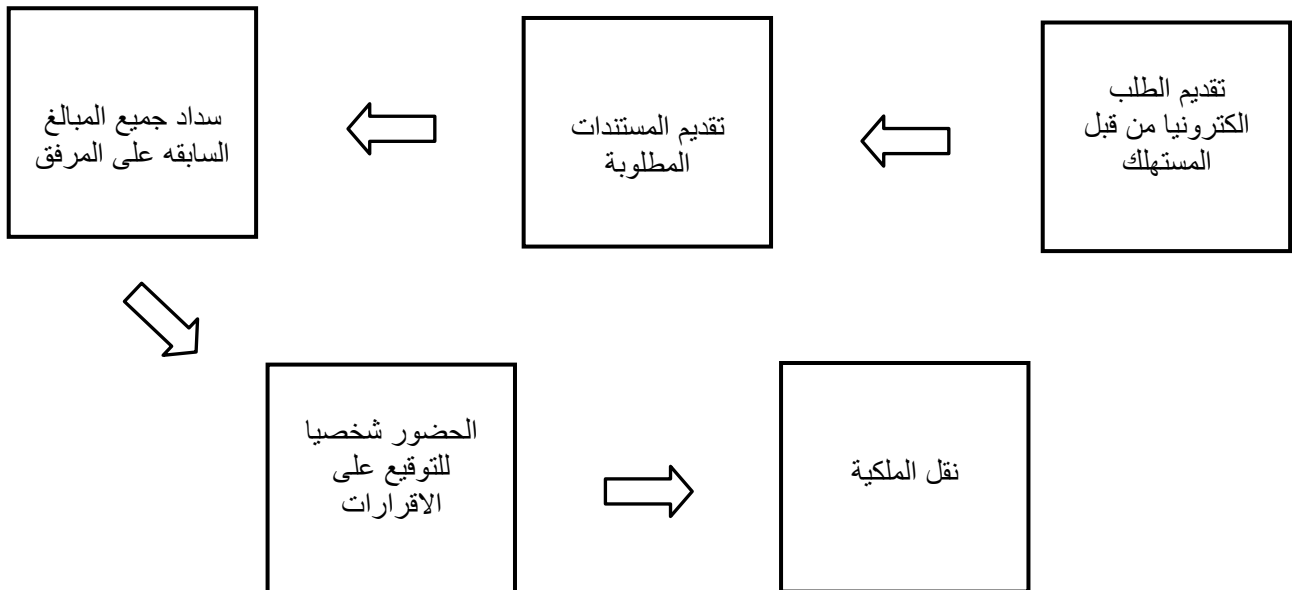 تقديم الطلب
الكترونيا من قبل
المستهلك
تقديم المستندات
المطلوبة
سداد جميع المبالغ
السابقه على المرفق
الحضور شخصيا
للتوقيع على
الاقرارات
نقل الملكية